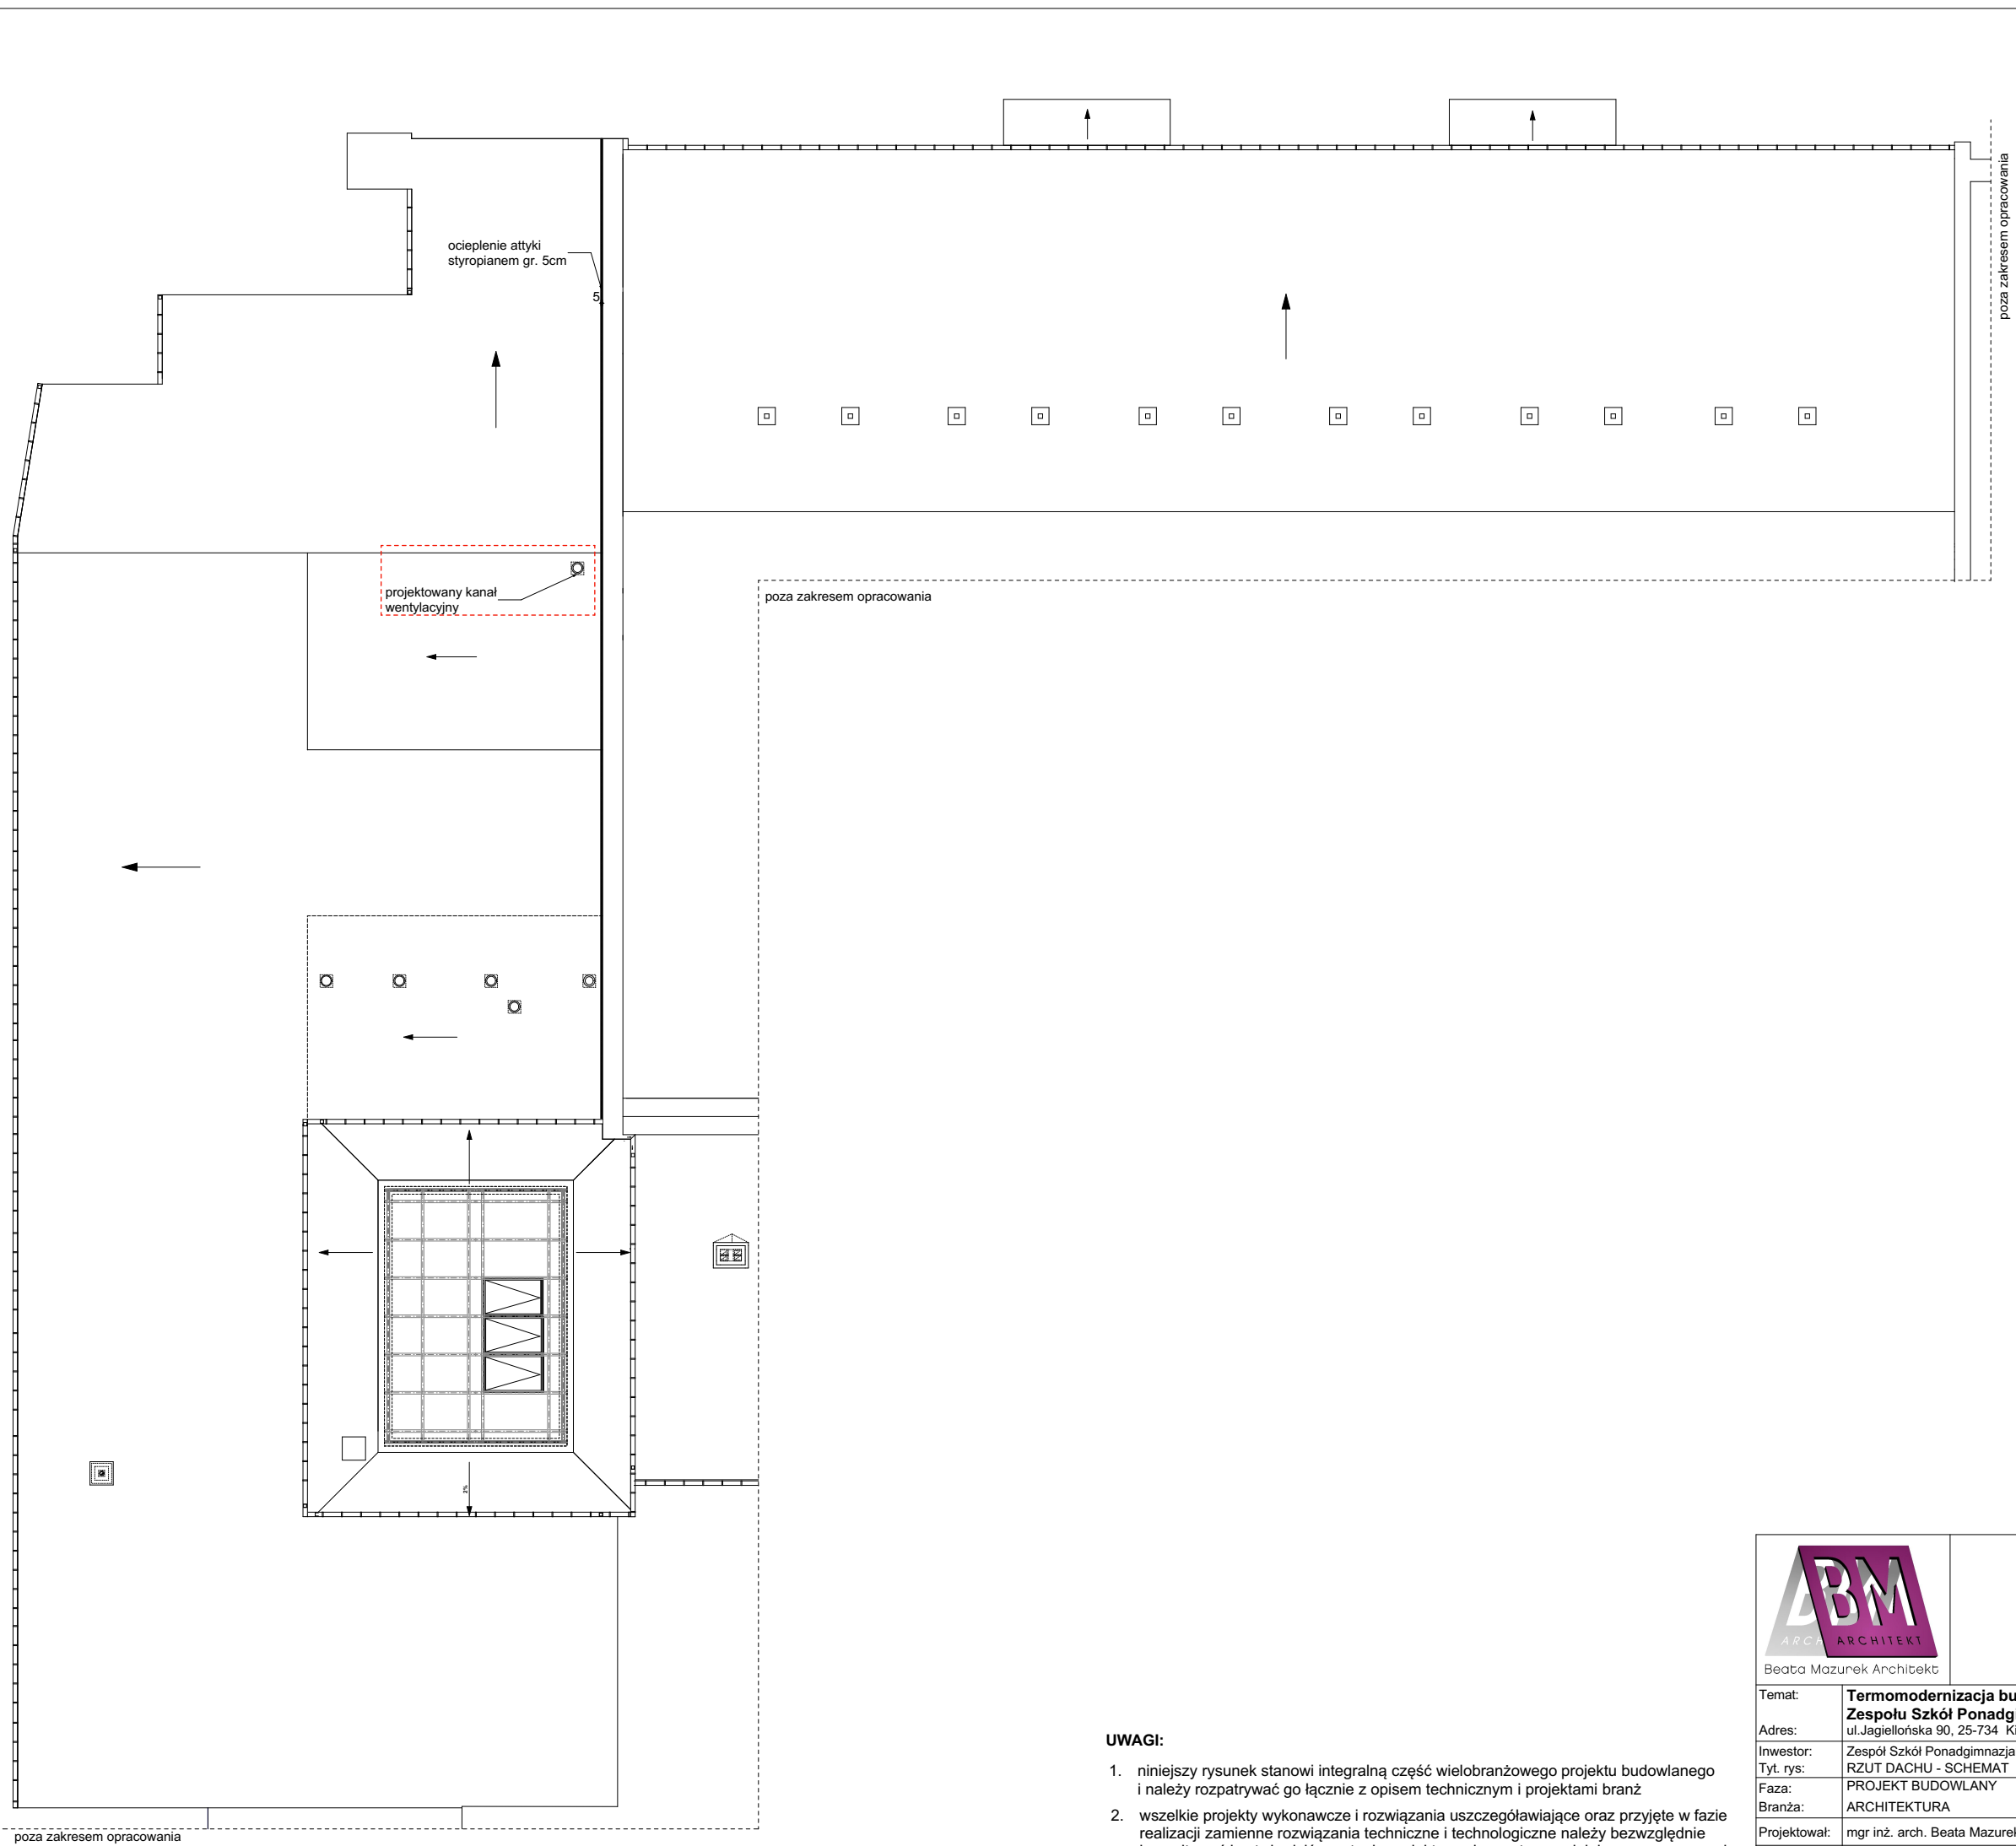 poza zakresem opracowania
ocieplenie attyki
styropianem gr. 5cm
5
projektowany kanał
wentylacyjny
poza zakresem opracowania
2%
BM
ARCH
ARCHITEKT
Beata Mazurek Architekt
Temat:
Termomodernizacja bu
Zespołu Szkół Ponadg
Adres:
ul.Jagiellońska 90, 25-734 K
Inwestor:
Zespół Szkół Ponadgimnazja
Tyt. rys:
RZUT DACHU - SCHEMAT
Faza:
PROJEKT BUDOWLANY
Branża:
ARCHITEKTURA
Projektował:
mgr inż. arch. Beata Mazurek
UWAGI:
1. niniejszy rysunek stanowi integralną część wielobranżowego projektu budowlanego
i należy rozpatrywać go łącznie z opisem technicznym i projektami branż
2. wszelkie projekty wykonawcze i rozwiązania uszczegóławiające oraz przyjęte w fazie
realizacji zamienne rozwiązania techniczne i technologiczne należy bezwzględnie
poza zakresem opracowania